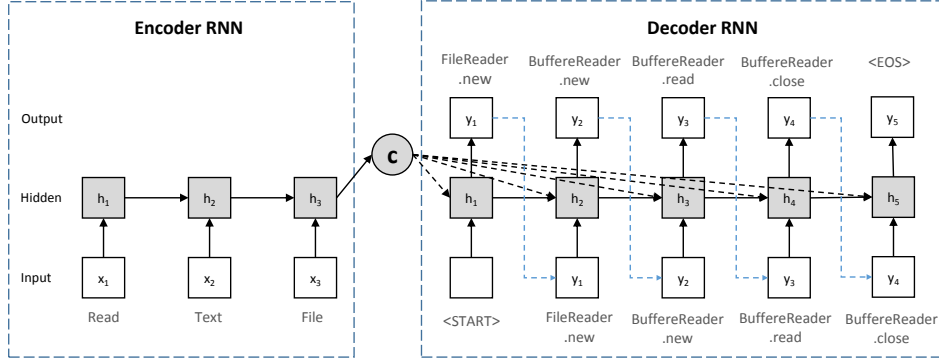 Encoder RNN
Decoder RNN
FileReader
.new
BuffereReader
.new
BuffereReader
.read
BuffereReader
.close
<EOS>
Output
y1
y2
y3
y4
y5
C
Hidden
h1
h2
h3
h1
h2
h3
h4
h5
Input
x1
x2
x3
y1
y2
y3
y4
Read
Text
File
<START>
FileReader
.new
BuffereReader
.new
BuffereReader
.read
BuffereReader
.close